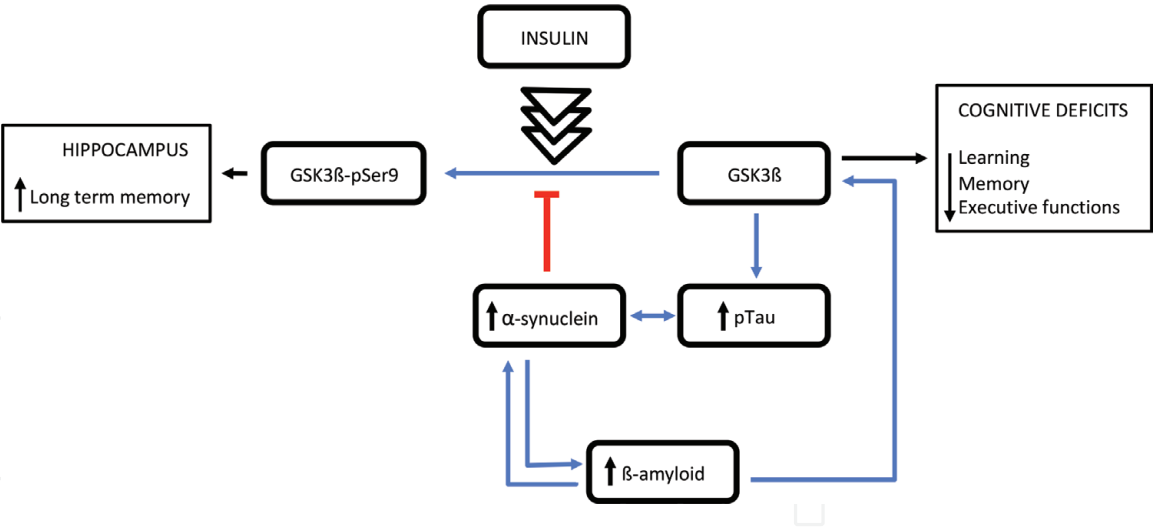 INSULIN
COGNITIVE DEFICITS
Learning
Memory
Executive functions
HIPPOCAMPUS
Long term memory
GSK3ß-pSer9
GSK3ß
α-synuclein
pTau
ß-amyloid